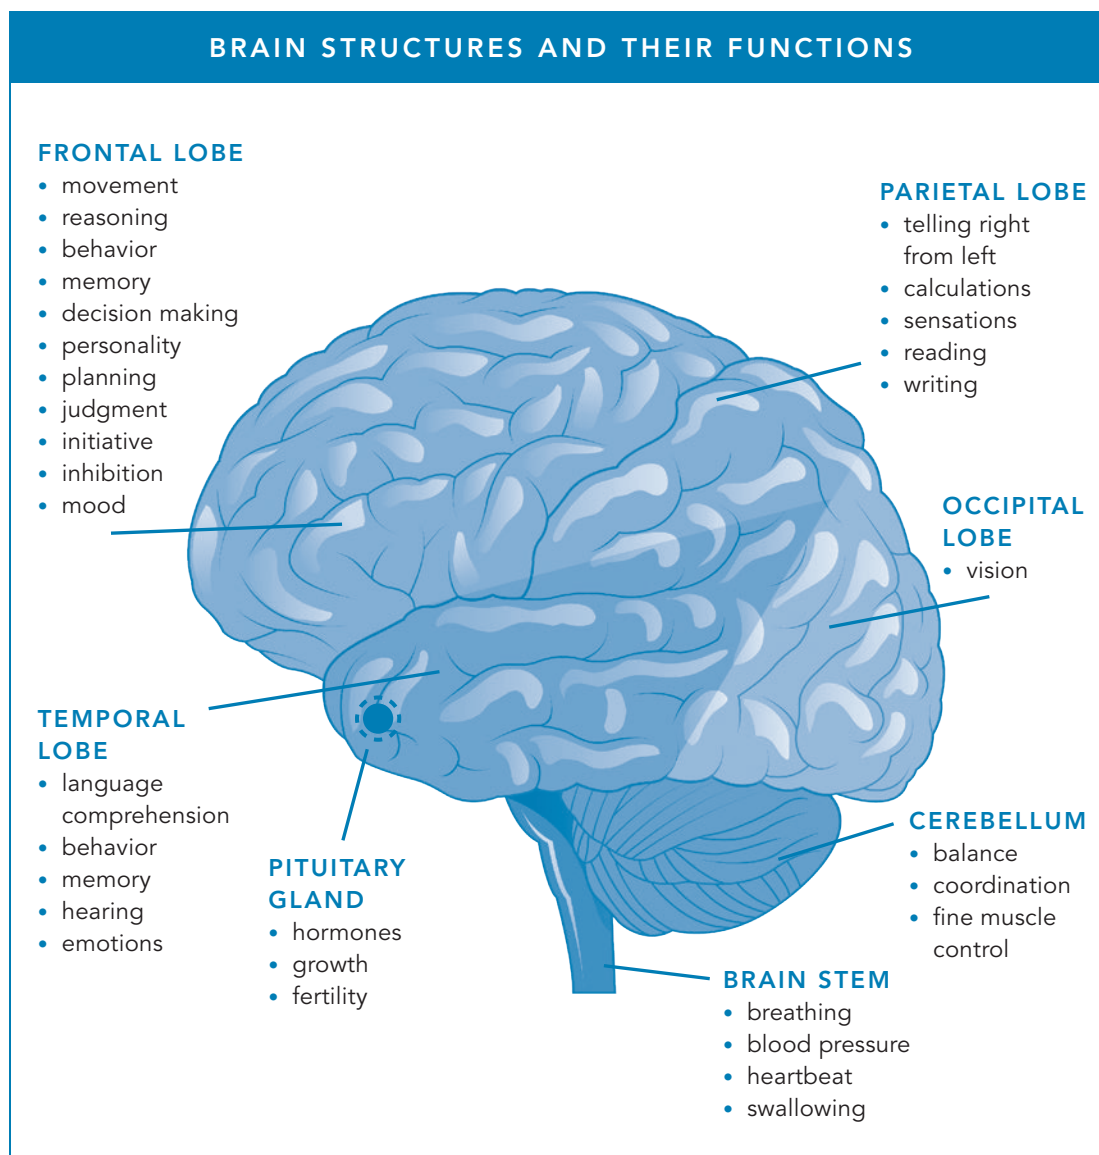 BRAIN STRUCTURES AND THEIR FUNCTIONS
FRONTAL LOBE
• movement
• reasoning
• behavior
• memory
• decision making
• personality
• planning
• judgment
• initiative
• inhibition
• mood
PARIETAL LOBE
• telling right
from left
• calculations
• sensations
• reading
• writing
OCCIPITAL
LOBE
• vision
TEMPORAL
LOBE
• language
comprehension
• behavior
• memory
• hearing
• emotions
PITUITARY
GLAND
• hormones
• growth
• fertility
CEREBELLUM
• balance
• coordination
• fine muscle
control
BRAIN STEM
• breathing
• blood pressure
• heartbeat
• swallowing